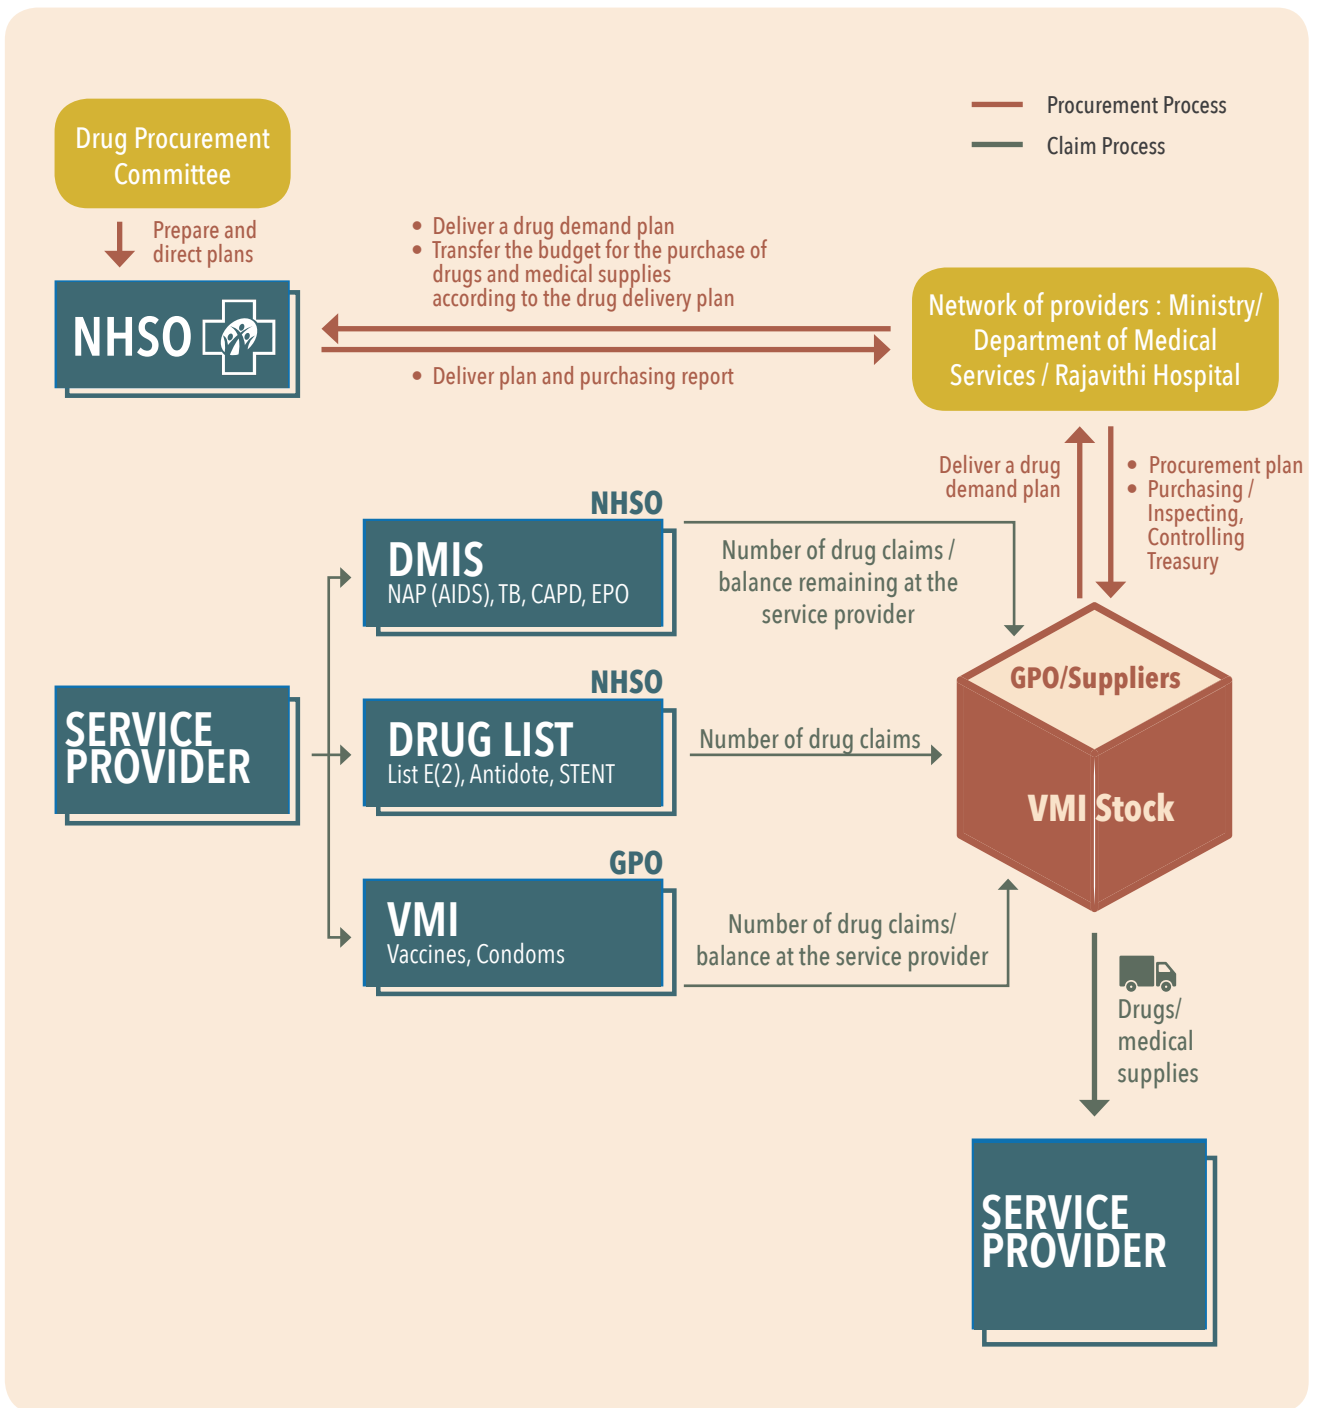 Procurement Process
Claim Process
Drug Procurement
Committee
Prepare and
direct plans
NHSO
• Deliver a drug demand plan
• Transfer the budget for the purchase of
drugs and medical supplies
according to the drug delivery plan
• Deliver plan and purchasing report
Network of providers : Ministry/
Department of Medical
Services / Rajavithi Hospital
Deliver a drug
demand plan
• Procurement plan
• Purchasing /
Inspecting,
Controlling
Treasury
NHSO
DMIS
NAP (AIDS), TB, CAPD, EPO
Number of drug claims /
balance remaining at the
service provider
SERVICE
PROVIDER
NHSO
DRUG LIST
List E(2), Antidote, STENT
Number of drug claims
GPO/Suppliers
VMI Stock
GPO
VMI
Vaccines, Condoms
Number of drug claims/
balance at the service provider
Drugs/
medical
supplies
SERVICE
PROVIDER